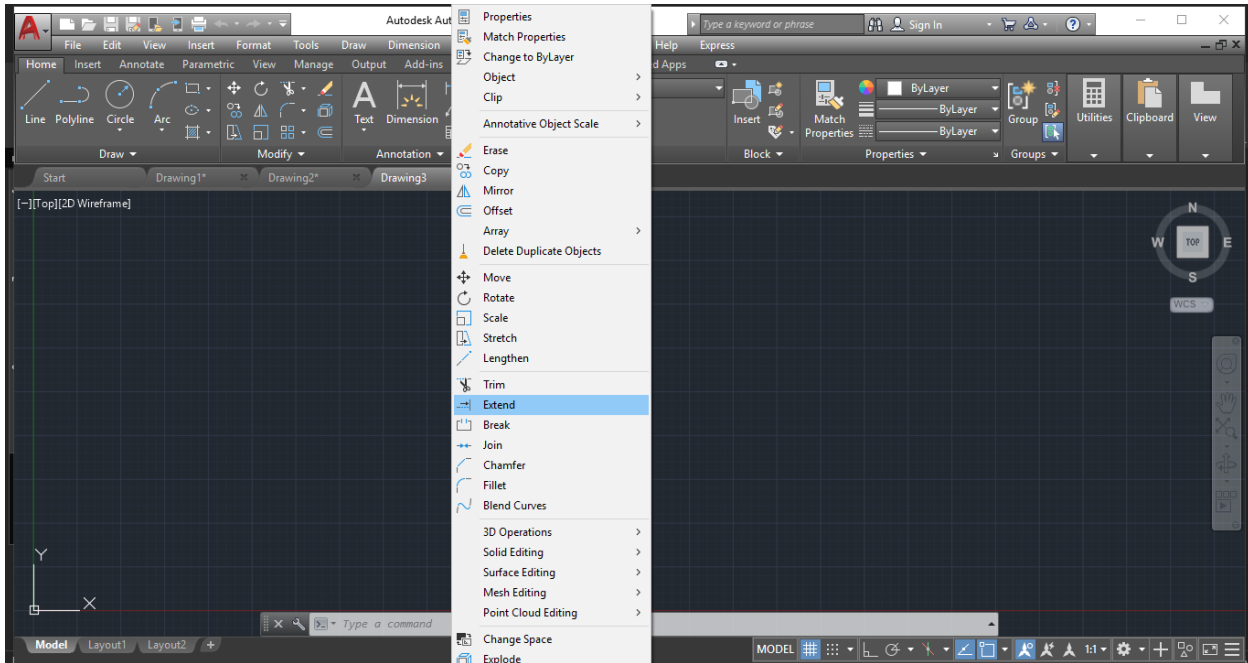 A
Autodesk Aut
Type a keyword or phrase
Sign In
File Edit View Insert Format Tools Draw Dimension
Help Express
Home Insert Annotate Parametric View Manage Output Add-ins
d Apps
Line Polyline Circle Arc
Text Dimension
Insert
Match
Properties
ByLayer
ByLayer
ByLayer
Group
Utilities Clipboard View
Draw Modify Annotation
Block Properties Groups
Start Drawing1* Drawing2* Drawing3
[−][Top][2D Wireframe]
Properties
Match Properties
Change to ByLayer
Object
Clip
Annotative Object Scale
Erase
Copy
Mirror
Offset
Array
Delete Duplicate Objects
Move
Rotate
Scale
Stretch
Lengthen
Trim
Extend
Break
Join
Chamfer
Fillet
Blend Curves
3D Operations
Solid Editing
Surface Editing
Mesh Editing
Point Cloud Editing
Change Space
Explode
N
W TOP E
S
WCS
Y
X
Type a command
Model Layout1 Layout2 +
MODEL 1:1